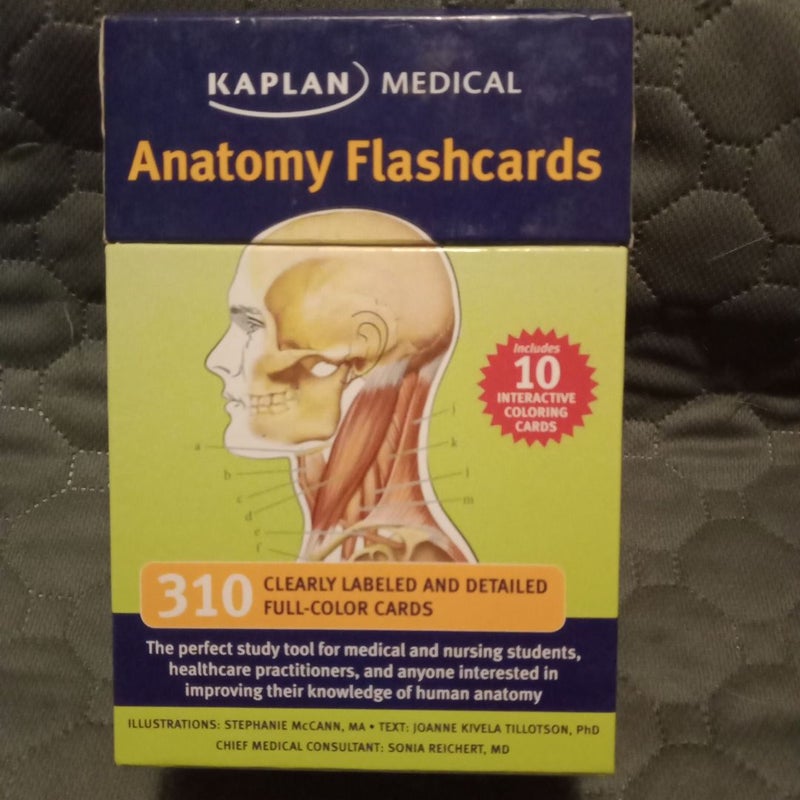 KAPLAN MEDICAL
Anatomy Flashcards
Includes
10
INTERACTIVE
COLORING
CARDS
a
b
c
d
e
f
j
k
l
m
310 CLEARLY LABELED AND DETAILED
FULL-COLOR CARDS
The perfect study tool for medical and nursing students,
healthcare practitioners, and anyone interested in
improving their knowledge of human anatomy
ILLUSTRATIONS: STEPHANIE McCANN, MA • TEXT: JOANNE KIVELA TILLOTSON, PhD
CHIEF MEDICAL CONSULTANT: SONIA REICHERT, MD